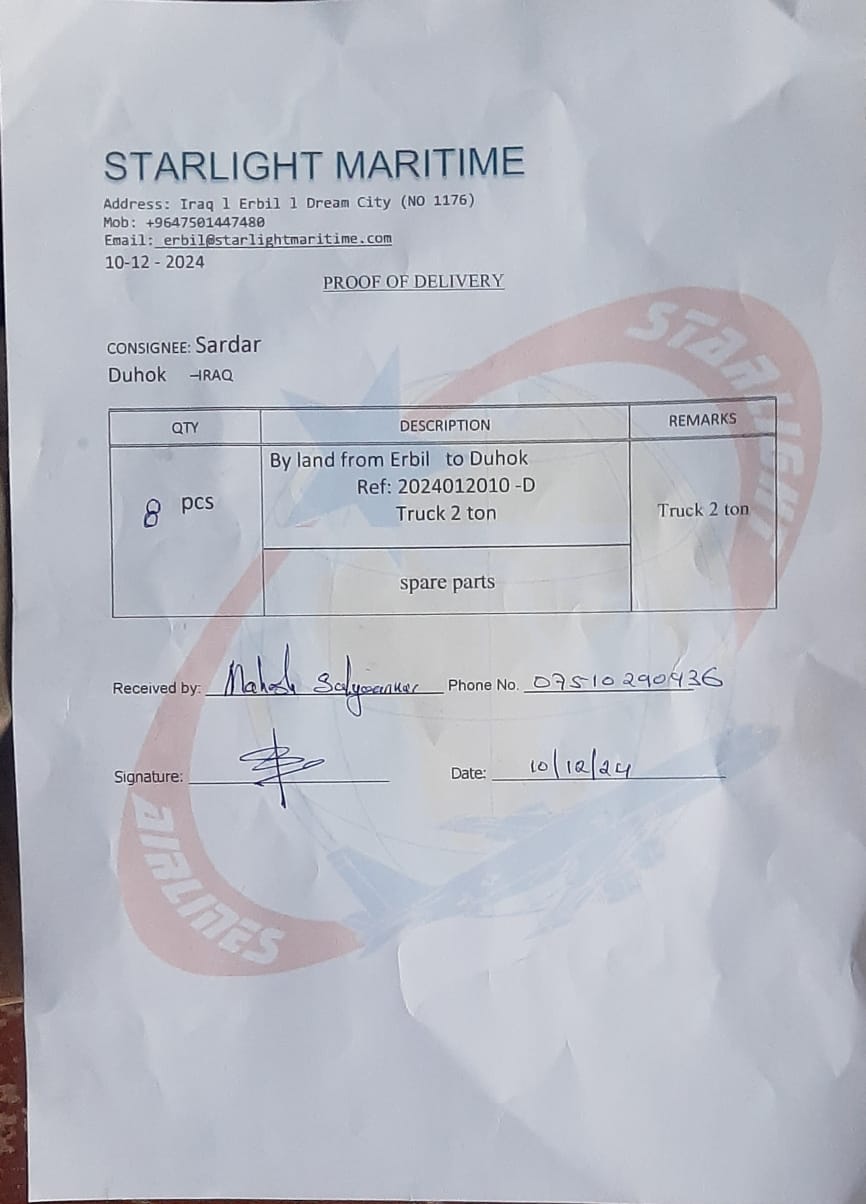 STARLIGHT MARITIME
Address: Iraq l Erbil l Dream City (NO 1176)
Mob: +9647501447480
Email: erbil@starlightmaritime.com
10-12 - 2024
PROOF OF DELIVERY
CONSIGNEE: Sardar
Duhok –IRAQ
QTY DESCRIPTION REMARKS
By land from Erbil to Duhok
Ref: 2024012010 -D
8 pcs Truck 2 ton Truck 2 ton
spare parts
Received by: Mahesh Phone No. 07510290436
Signature: Date: 10/12/24
STARLIGHT
AIRLINES